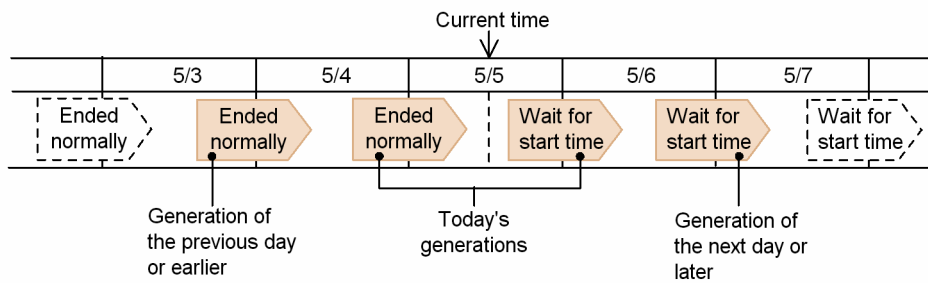 Current time
5/3
5/4
5/5
5/6
5/7
Ended
normally
Ended
normally
Ended
normally
Wait for
start time
Wait for
start time
Wait for
start time
Generation of
the previous day
or earlier
Today's
generations
Generation of
the next day or
later